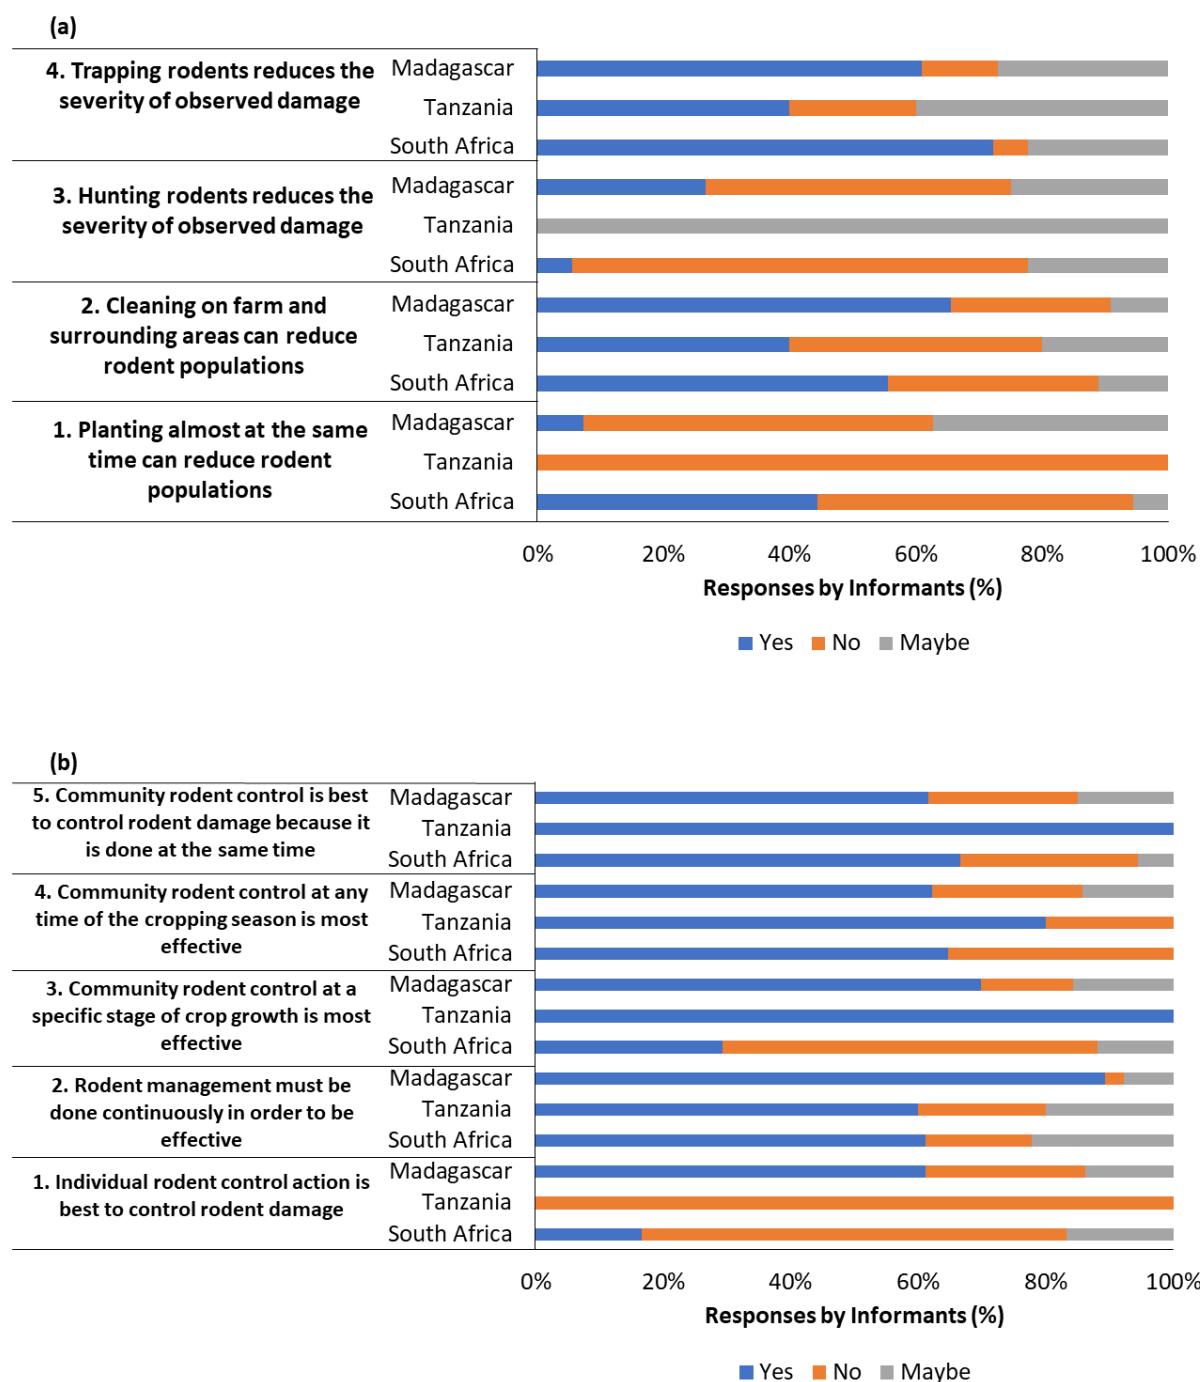 (a)
4. Trapping rodents reduces the
severity of observed damage
Madagascar
Tanzania
South Africa
3. Hunting rodents reduces the
severity of observed damage
Madagascar
Tanzania
South Africa
2. Cleaning on farm and
surrounding areas can reduce
rodent populations
Madagascar
Tanzania
South Africa
1. Planting almost at the same
time can reduce rodent
populations
Madagascar
Tanzania
South Africa
0% 20% 40% 60% 80% 100%
Responses by Informants (%)
Yes No Maybe
(b)
5. Community rodent control is best
to control rodent damage because it
is done at the same time
Madagascar
Tanzania
South Africa
4. Community rodent control at any
time of the cropping season is most
effective
Madagascar
Tanzania
South Africa
3. Community rodent control at a
specific stage of crop growth is most
effective
Madagascar
Tanzania
South Africa
2. Rodent management must be
done continuously in order to be
effective
Madagascar
Tanzania
South Africa
1. Individual rodent control action is
best to control rodent damage
Madagascar
Tanzania
South Africa
0% 20% 40% 60% 80% 100%
Responses by Informants (%)
Yes No Maybe